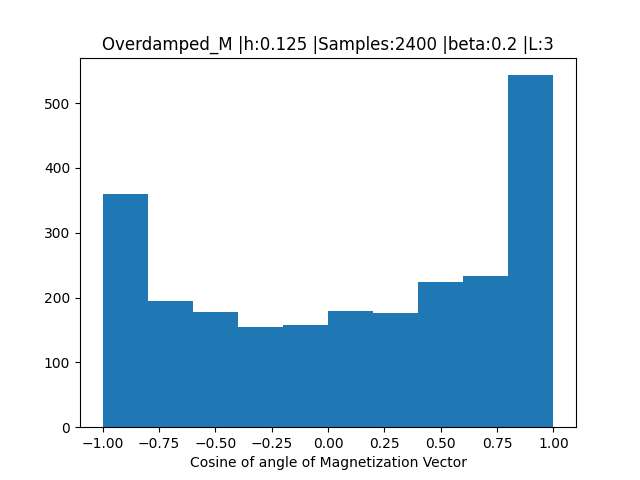 Overdamped_M |h:0.125 |Samples:2400 |beta:0.2 |L:3
500
400
300
200
100
0
−1.00 −0.75 −0.50 −0.25 0.00 0.25 0.50 0.75 1.00
Cosine of angle of Magnetization Vector